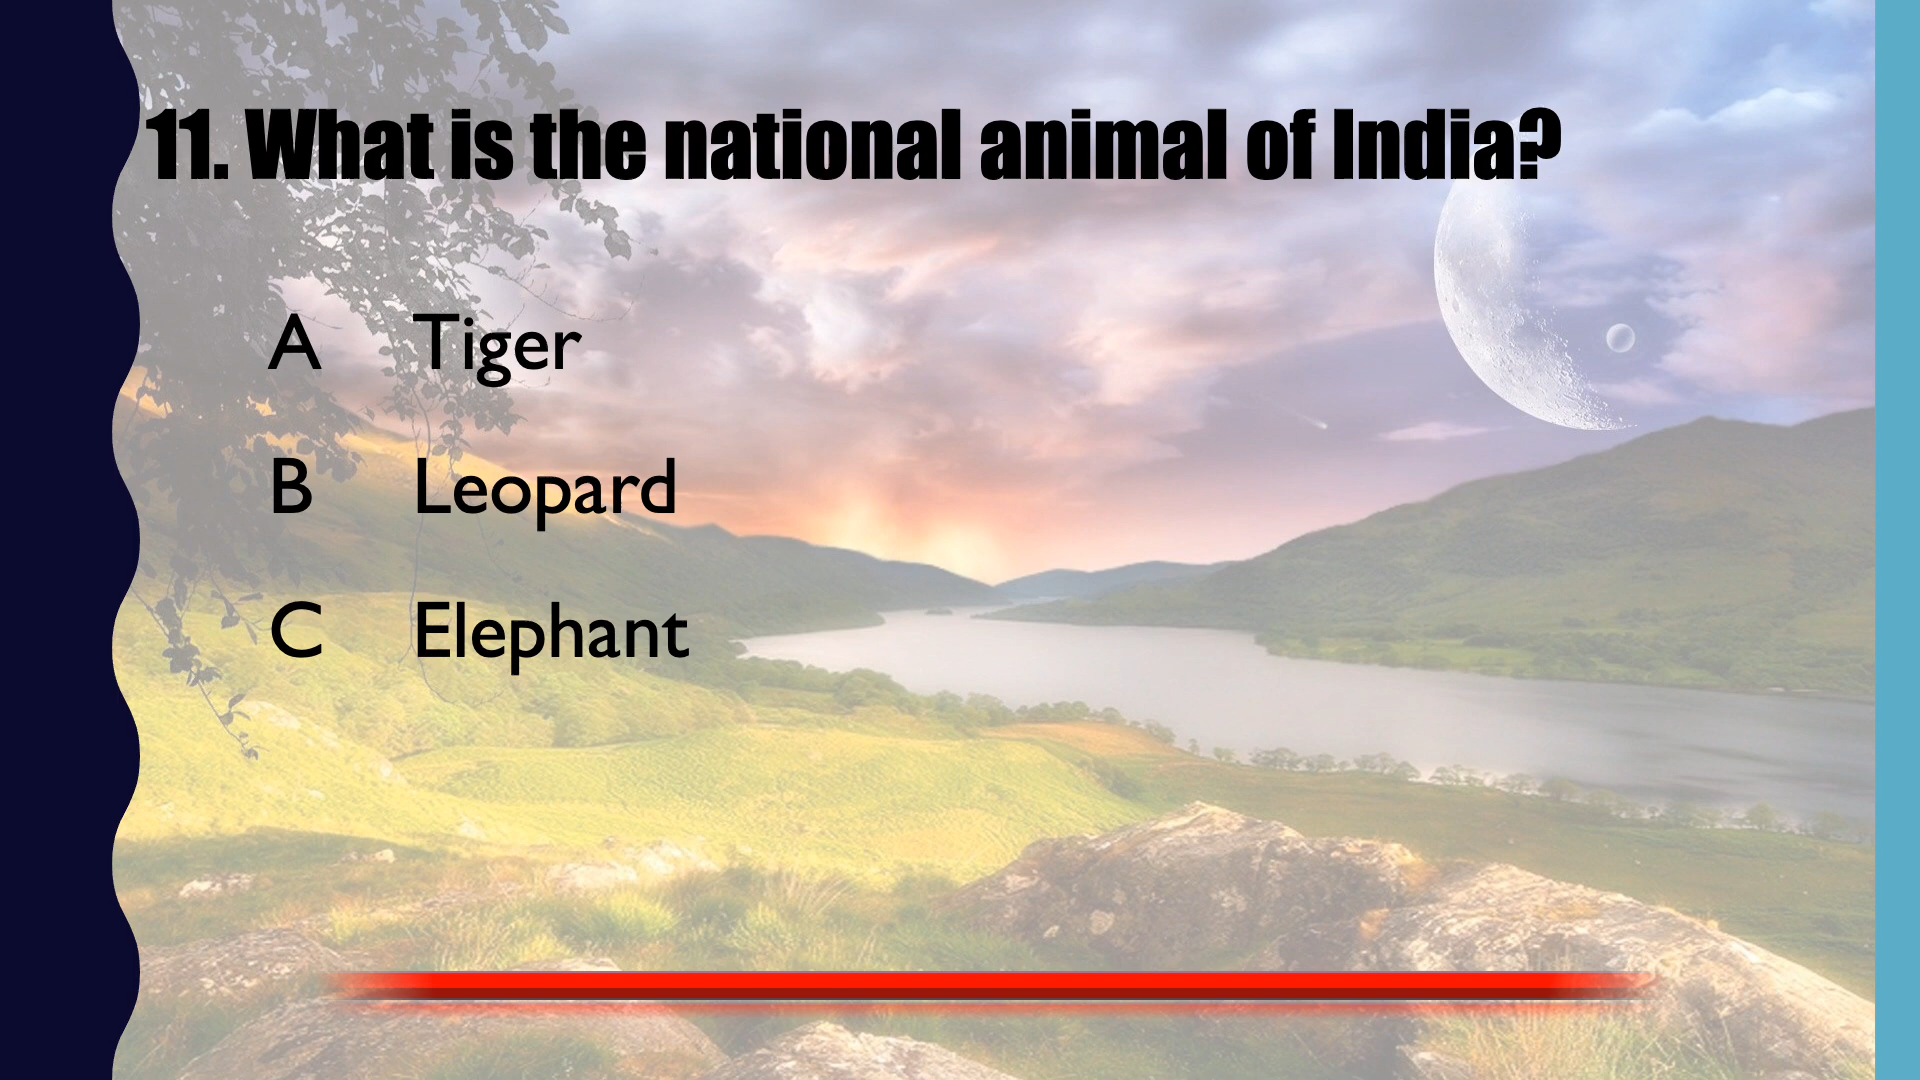 11. What is the national animal of India?
A Tiger
B Leopard
C Elephant